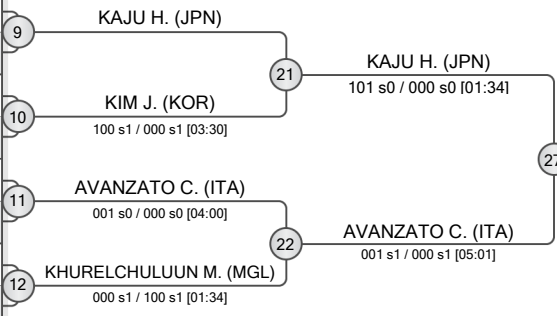 KAJU H. (JPN)
9
21
KAJU H. (JPN)
101 s0 / 000 s0 [01:34]
KIM J. (KOR)
10
100 s1 / 000 s1 [03:30]
27
AVANZATO C. (ITA)
11
001 s0 / 000 s0 [04:00]
22
AVANZATO C. (ITA)
001 s1 / 000 s1 [05:01]
KHURELCHULUUN M. (MGL)
12
000 s1 / 100 s1 [01:34]